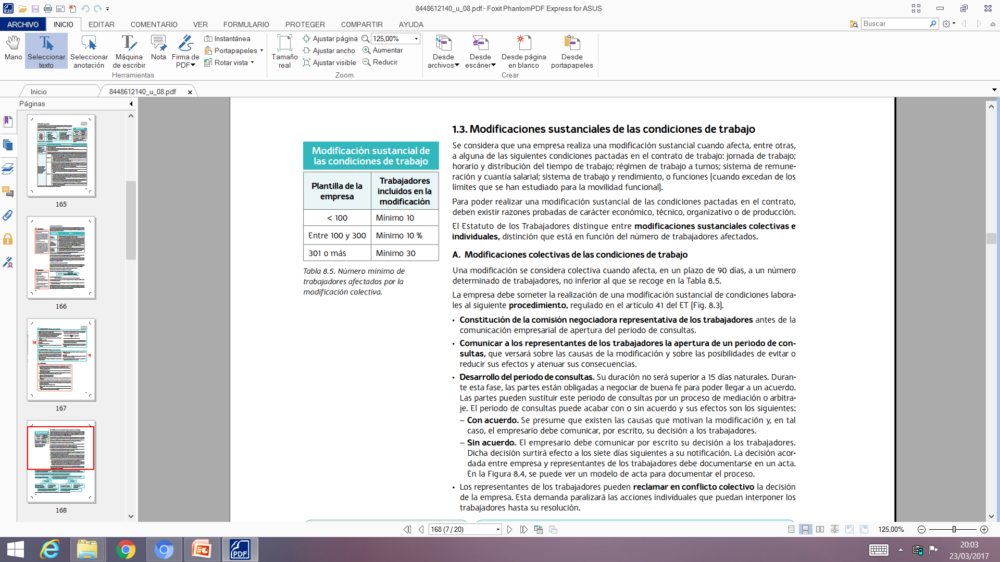 8448612140_u_08.pdf - Foxit PhantomPDF Express for ASUS
ARCHIVO INICIO EDITAR COMENTARIO VER FORMULARIO PROTEGER COMPARTIR AYUDA
Buscar
Mano
Seleccionar
texto
Seleccionar
anotación
Máquina
de escribir
Nota
Firma de
PDF
Instantánea
Portapapeles
Rotar vista
Herramientas
Tamaño
real
Ajustar página
Ajustar ancho
Ajustar visible
125,00%
Aumentar
Reducir
Zoom
Desde
archivos
Desde
escáner
Desde página
en blanco
Desde
portapapeles
Crear
Inicio
8448612140_u_08.pdf
Páginas
165
166
167
168
Modificación sustancial de
las condiciones de trabajo
Plantilla de la
empresa
Trabajadores
incluidos en la
modificación
< 100 Mínimo 10
Entre 100 y 300 Mínimo 10 %
301 o más Mínimo 30
Tabla 8.5. Número mínimo de
trabajadores afectados por la
modificación colectiva.
1.3. Modificaciones sustanciales de las condiciones de trabajo
Se considera que una empresa realiza una modificación sustancial cuando afecta, entre otras,
a alguna de las siguientes condiciones pactadas en el contrato de trabajo: jornada de trabajo;
horario y distribución del tiempo de trabajo; régimen de trabajo a turnos; sistema de remune-
ración y cuantía salarial; sistema de trabajo y rendimiento, o funciones (cuando excedan de los
límites que se han estudiado para la movilidad funcional).
Para poder realizar una modificación sustancial de las condiciones pactadas en el contrato,
deben existir razones probadas de carácter económico, técnico, organizativo o de producción.
El Estatuto de los Trabajadores distingue entre modificaciones sustanciales colectivas e
individuales, distinción que está en función del número de trabajadores afectados.
A. Modificaciones colectivas de las condiciones de trabajo
Una modificación se considera colectiva cuando afecta, en un plazo de 90 días, a un número
determinado de trabajadores, no inferior al que se recoge en la Tabla 8.5.
La empresa debe someter la realización de una modificación sustancial de condiciones labora-
les al siguiente procedimiento, regulado en el artículo 41 del ET (Fig. 8.3).
• Constitución de la comisión negociadora representativa de los trabajadores antes de la
comunicación empresarial de apertura del periodo de consultas.
• Comunicar a los representantes de los trabajadores la apertura de un periodo de con-
sultas, que versará sobre las causas de la modificación y sobre las posibilidades de evitar o
reducir sus efectos y atenuar sus consecuencias.
• Desarrollo del periodo de consultas. Su duración no será superior a 15 días naturales. Duran-
te esta fase, las partes están obligadas a negociar de buena fe para poder llegar a un acuerdo.
Las partes pueden sustituir este periodo de consultas por un proceso de mediación o arbitra-
je. El periodo de consultas puede acabar con o sin acuerdo y sus efectos son los siguientes:
– Con acuerdo. Se presume que existen las causas que motivan la modificación y, en tal
caso, el empresario debe comunicar, por escrito, su decisión a los trabajadores.
– Sin acuerdo. El empresario debe comunicar por escrito su decisión a los trabajadores.
Dicha decisión surtirá efecto a los siete días siguientes a su notificación. La decisión acor-
dada entre empresa y representantes de los trabajadores debe documentarse en un acta.
En la Figura 8.4, se puede ver un modelo de acta para documentar el proceso.
• Los representantes de los trabajadores pueden reclamar en conflicto colectivo la decisión
de la empresa. Esta demanda paralizará las acciones individuales que puedan interponer los
trabajadores hasta su resolución.
168 (7 / 20)
125,00%
PDF
20:03
23/03/2017